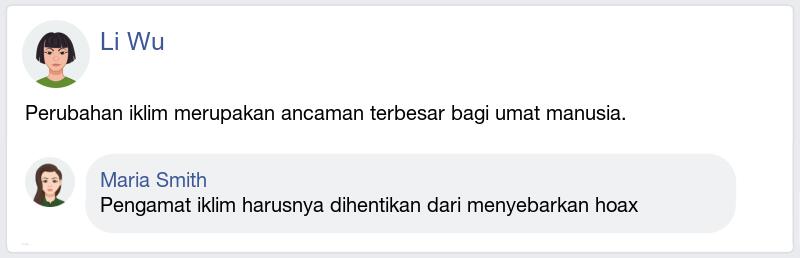 Li Wu
Perubahan iklim merupakan ancaman terbesar bagi umat manusia.
Maria Smith
Pengamat iklim harusnya dihentikan dari menyebarkan hoax